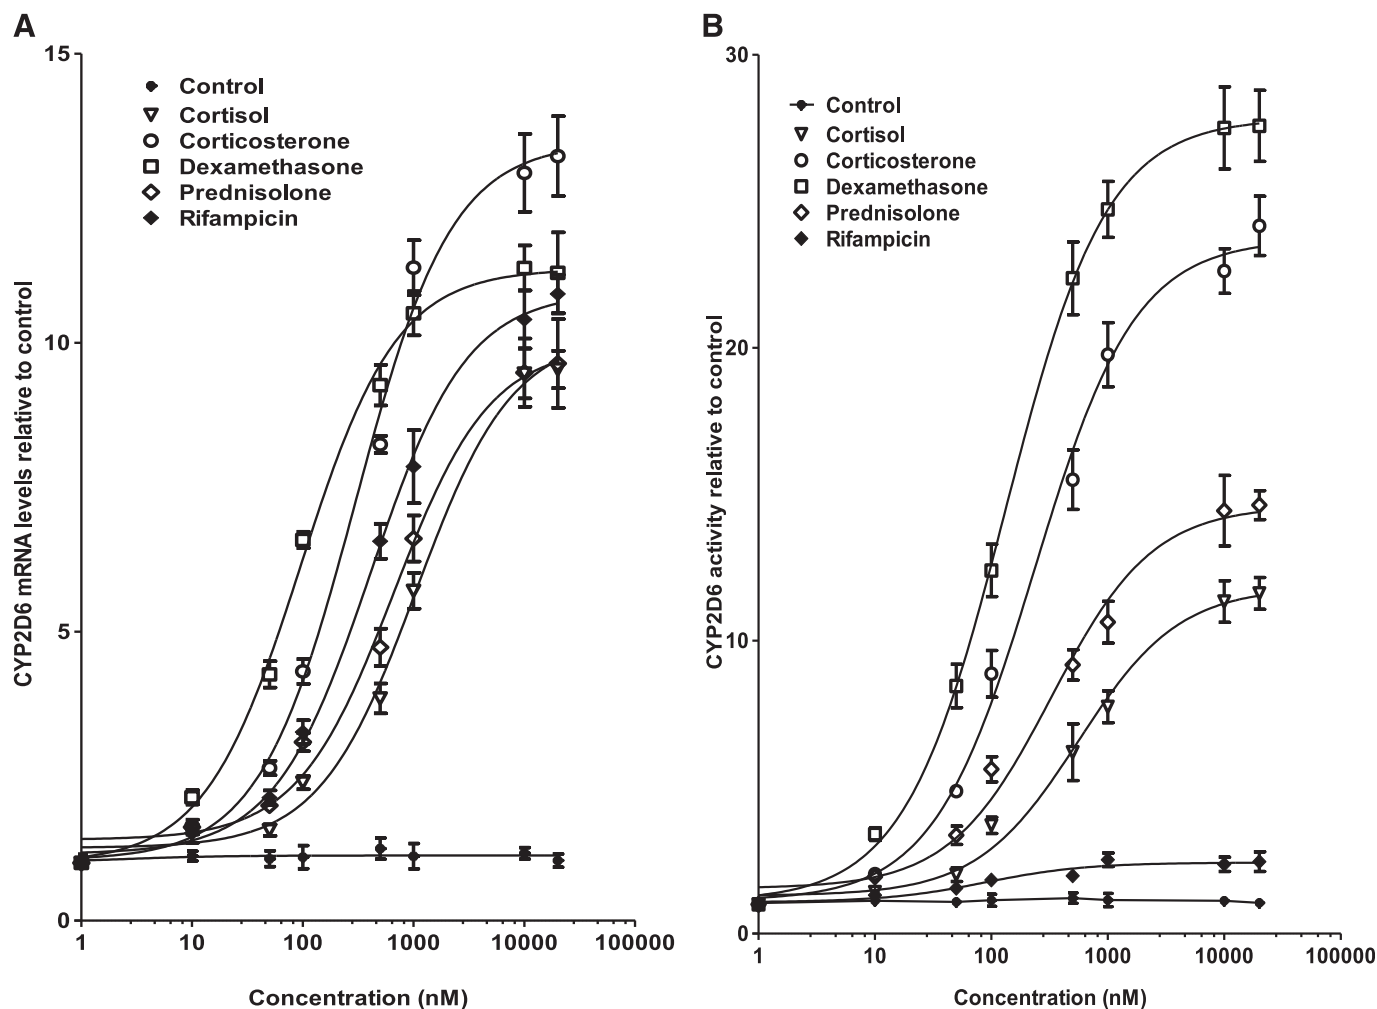 A
CYP2D6 mRNA levels relative to control
15
10
5
0
Control
Cortisol
Corticosterone
Dexamethasone
Prednisolone
Rifampicin
1 10 100 1000 10000 100000
Concentration (nM)
B
CYP2D6 activity relative to control
30
20
10
0
Control
Cortisol
Corticosterone
Dexamethasone
Prednisolone
Rifampicin
1 10 100 1000 10000 100000
Concentration (nM)